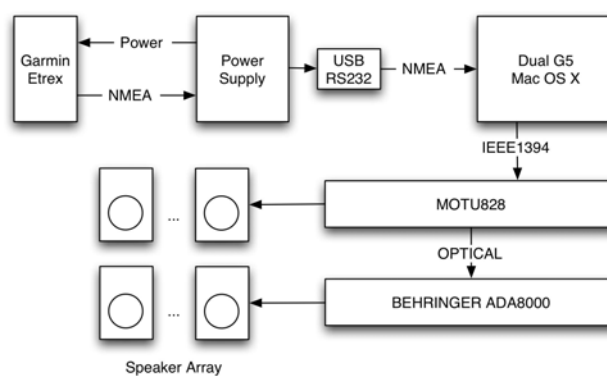 Garmin
Etrex
Power
NMEA
Power
Supply
USB
RS232
NMEA
Dual G5
Mac OS X
IEEE1394
MOTU828
...
OPTICAL
BEHRINGER ADA8000
...
Speaker Array